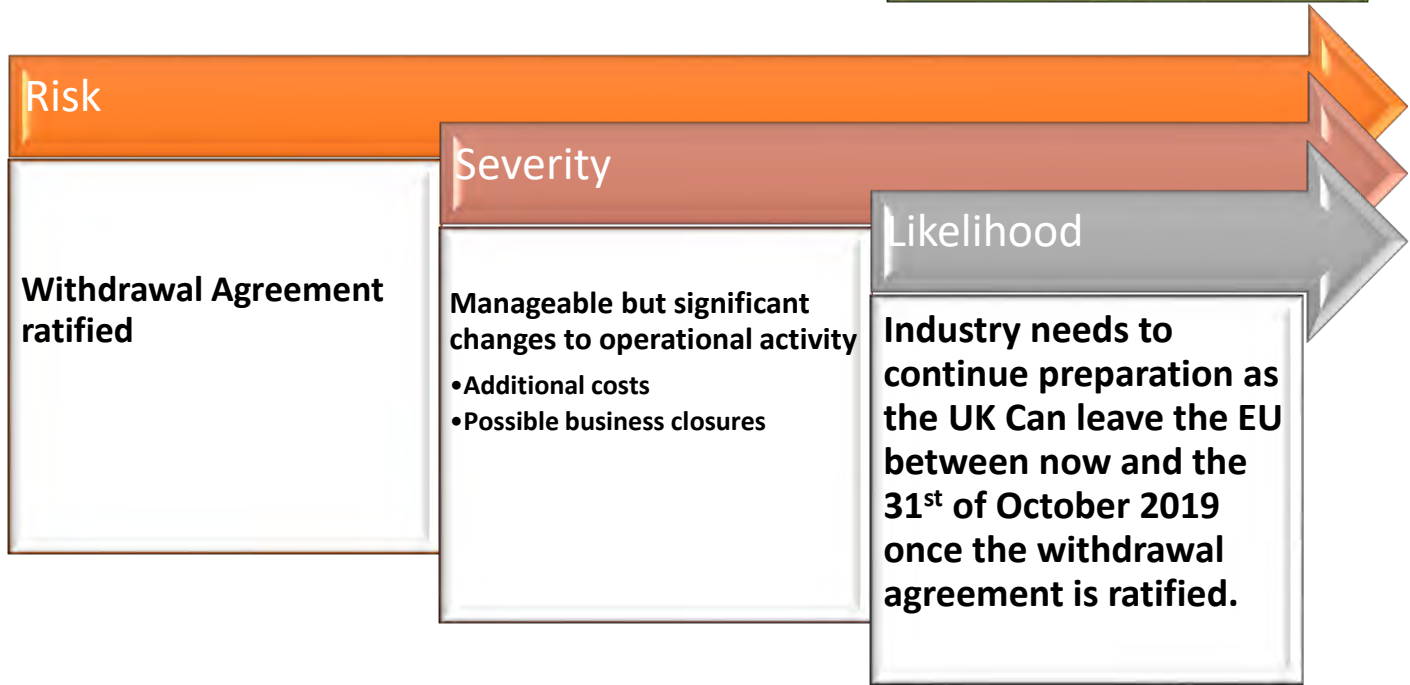 Risk
Withdrawal Agreement
ratified
Severity
Manageable but significant
changes to operational activity
•Additional costs
•Possible business closures
Likelihood
Industry needs to
continue preparation as
the UK Can leave the EU
between now and the
31st of October 2019
once the withdrawal
agreement is ratified.